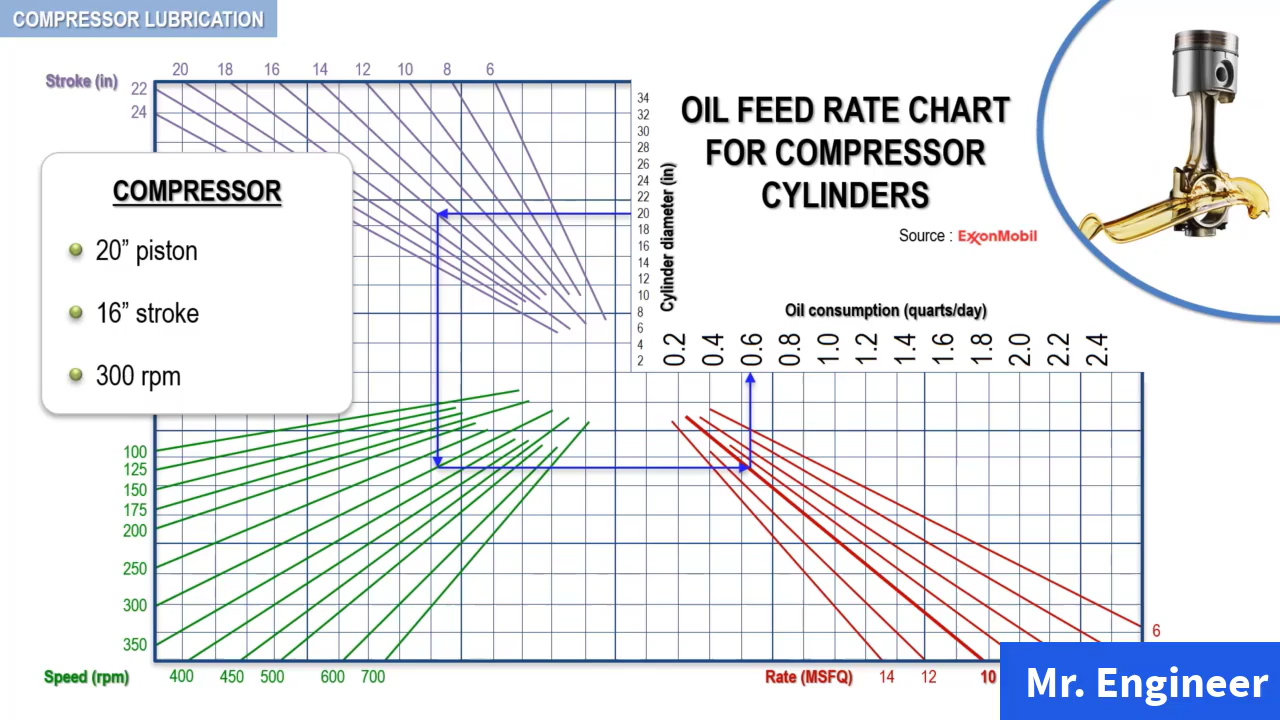 COMPRESSOR LUBRICATION
Stroke (in)
20 18 16 14 12 10 8 6
22
24
OIL FEED RATE CHART
FOR COMPRESSOR
CYLINDERS
Source : ExxonMobil
COMPRESSOR
20” piston
16” stroke
300 rpm
Cylinder diameter (in)
34
32
30
28
26
24
22
20
18
16
14
12
10
8
6
4
2
Oil consumption (quarts/day)
0.2 0.4 0.6 0.8 1.0 1.2 1.4 1.6 1.8 2.0 2.2 2.4
100
125
150
175
200
250
300
350
Speed (rpm)
400 450 500 600 700
Rate (MSFQ)
14 12 10
6
Mr. Engineer